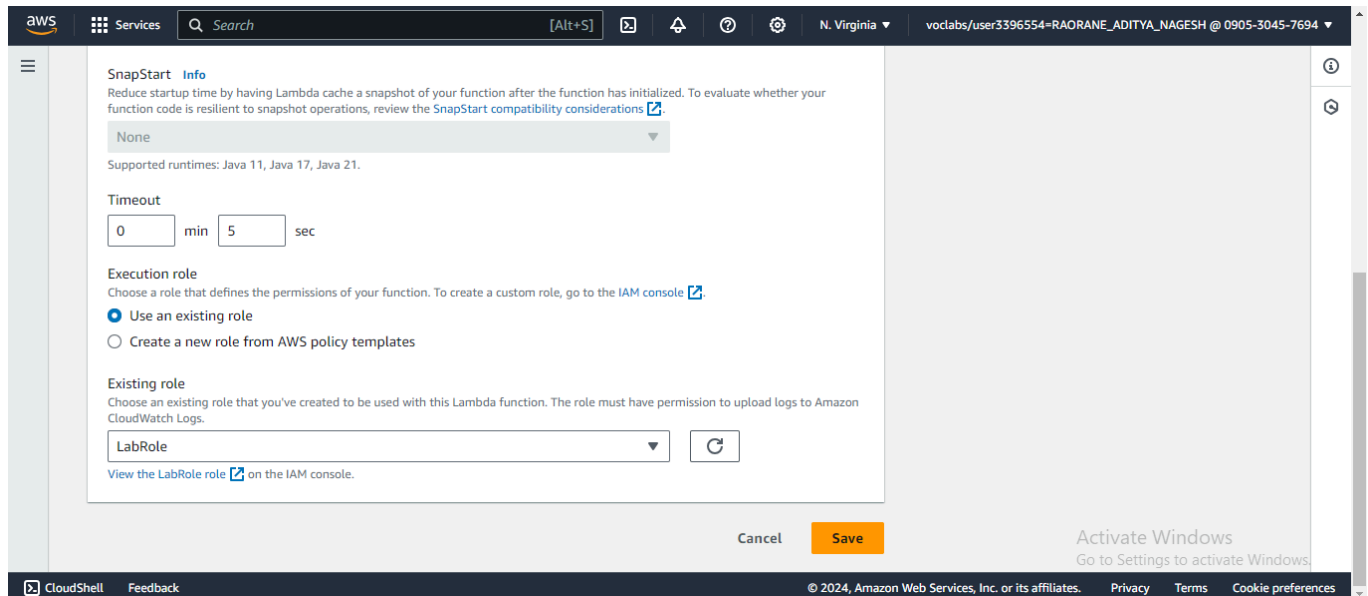 aws
Services
Search [Alt+S]
N. Virginia
voclabs/user3396554=RAORANE_ADITYA_NAGESH @ 0905-3045-7694
SnapStart Info
Reduce startup time by having Lambda cache a snapshot of your function after the function has initialized. To evaluate whether your
function code is resilient to snapshot operations, review the SnapStart compatibility considerations.
None
Supported runtimes: Java 11, Java 17, Java 21.
Timeout
0 min 5 sec
Execution role
Choose a role that defines the permissions of your function. To create a custom role, go to the IAM console.
Use an existing role
Create a new role from AWS policy templates
Existing role
Choose an existing role that you've created to be used with this Lambda function. The role must have permission to upload logs to Amazon
CloudWatch Logs.
LabRole
View the LabRole role on the IAM console.
Cancel Save
Activate Windows
Go to Settings to activate Windows.
CloudShell Feedback © 2024, Amazon Web Services, Inc. or its affiliates. Privacy Terms Cookie preferences